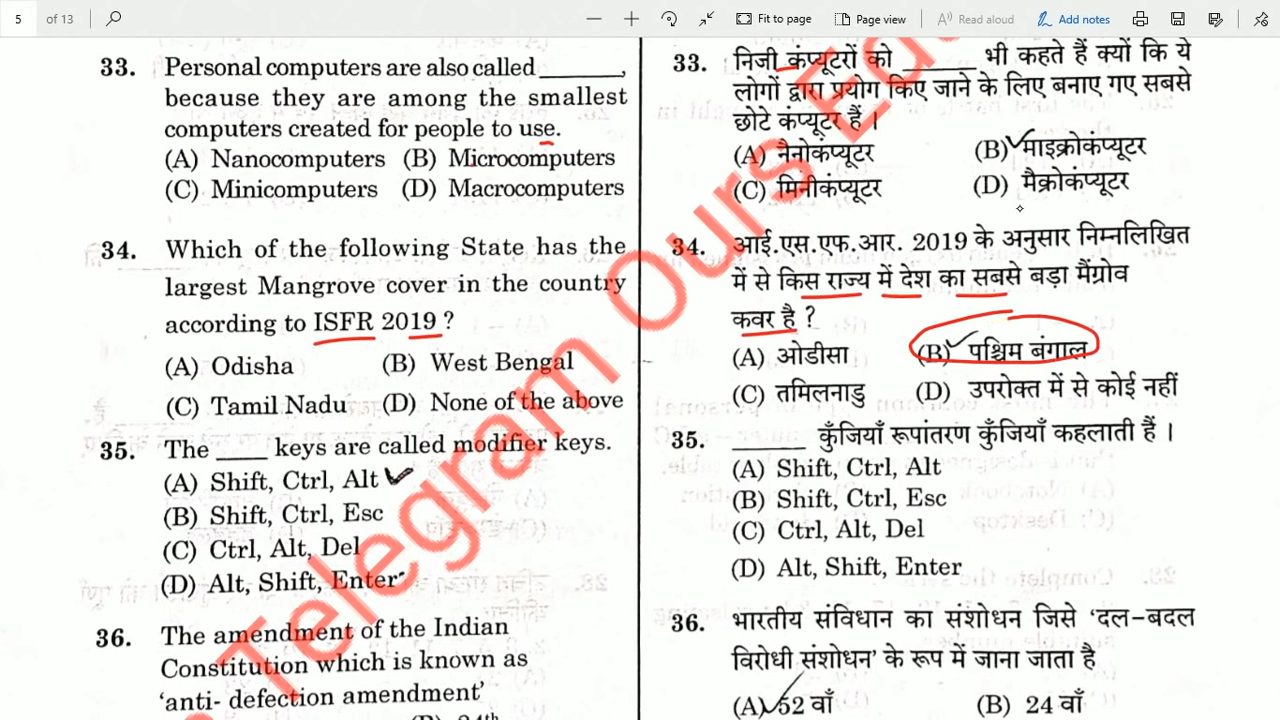 5 of 13
Fit to page
Page view
Read aloud
Add notes
33. Personal computers are also called ______,
because they are among the smallest
computers created for people to use.
(A) Nanocomputers (B) Microcomputers
(C) Minicomputers (D) Macrocomputers
34. Which of the following State has the
largest Mangrove cover in the country
according to ISFR 2019 ?
(A) Odisha (B) West Bengal
(C) Tamil Nadu (D) None of the above
35. The ____ keys are called modifier keys.
(A) Shift, Ctrl, Alt
(B) Shift, Ctrl, Esc
(C) Ctrl, Alt, Del
(D) Alt, Shift, Enter
36. The amendment of the Indian
Constitution which is known as
'anti- defection amendment'
33. निजी कंप्यूटरों को ______ भी कहते हैं क्यों कि ये
लोगों द्वारा प्रयोग किए जाने के लिए बनाए गए सबसे
छोटे कंप्यूटर हैं ।
(A) नैनोकंप्यूटर (B) माइक्रोकंप्यूटर
(C) मिनीकंप्यूटर (D) मैक्रोकंप्यूटर
34. आई.एस.एफ.आर. 2019 के अनुसार निम्नलिखित
में से किस राज्य में देश का सबसे बड़ा मैंग्रोव
कवर है ?
(A) ओडीसा (B) पश्चिम बंगाल
(C) तमिलनाडु (D) उपरोक्त में से कोई नहीं
35. ______ कुँजियाँ रूपांतरण कुँजियाँ कहलाती हैं ।
(A) Shift, Ctrl, Alt
(B) Shift, Ctrl, Esc
(C) Ctrl, Alt, Del
(D) Alt, Shift, Enter
36. भारतीय संविधान का संशोधन जिसे 'दल-बदल
विरोधी संशोधन' के रूप में जाना जाता है
(A) 52 वाँ (B) 24 वाँ
Telegram Ours Ed